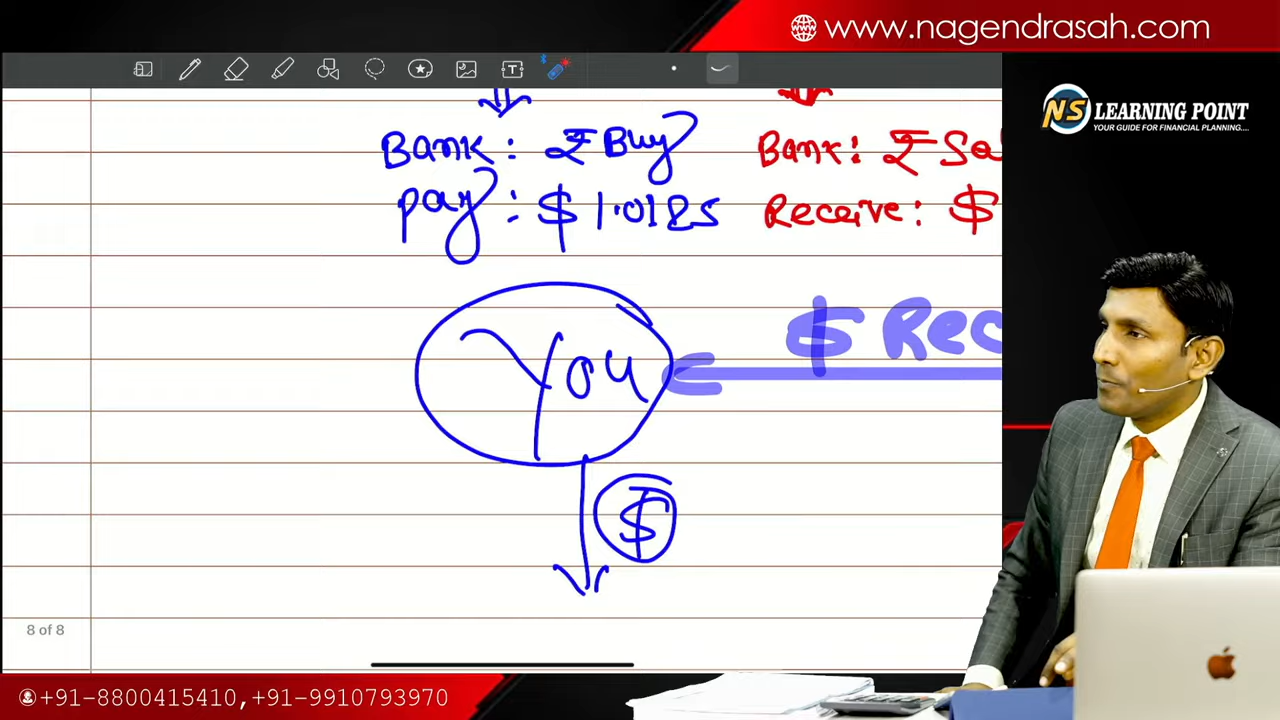 www.nagendrasah.com
NS LEARNING POINT
YOUR GUIDE FOR FINANCIAL PLANNING....
Bank: ₹ Buy
Pay: $ 1.0125
Bank: ₹ Sa
Receive: $
You
$ Rec
$
8 of 8
+91-8800415410,+91-9910793970